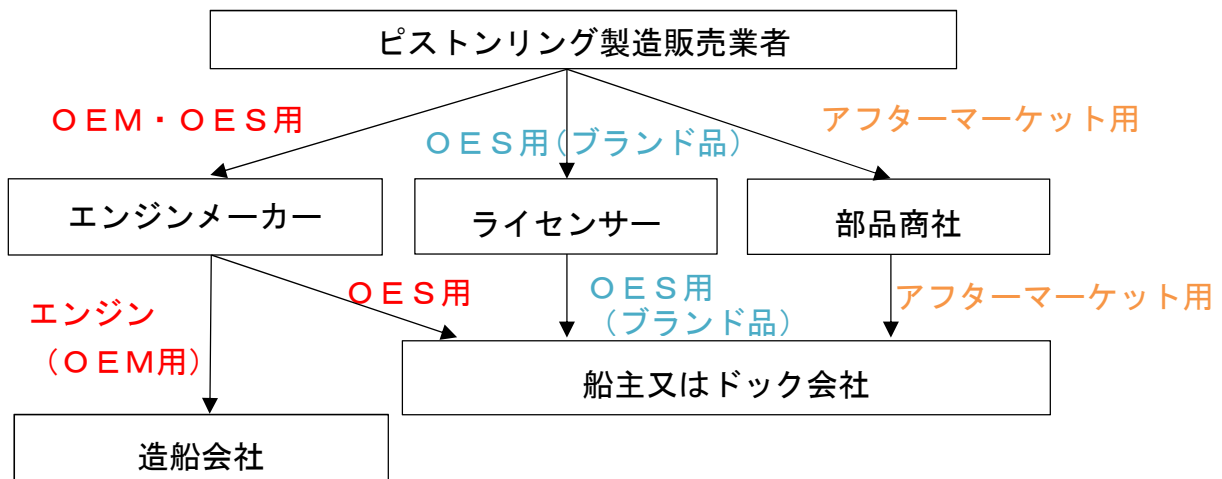 ピストンリング製造販売業者
ＯＥＭ・ＯＥＳ用
ＯＥＳ用（ブランド品）
アフターマーケット用
エンジンメーカー
ライセンサー
部品商社
エンジン
（ＯＥＭ用）
ＯＥＳ用
ＯＥＳ用
（ブランド品）
アフターマーケット用
船主又はドック会社
造船会社